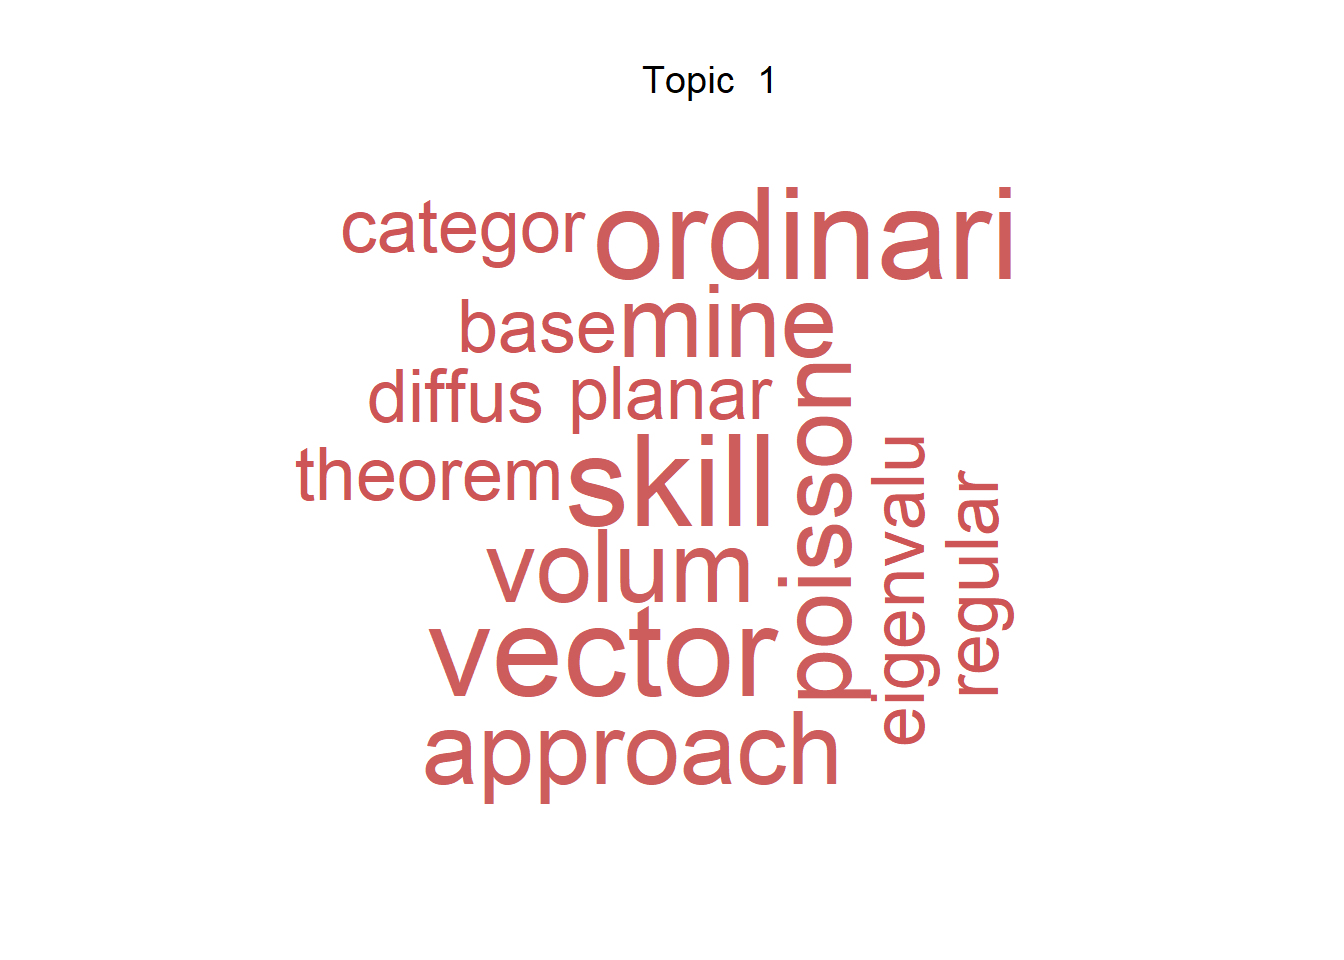 Topic 1
categor ordinari
base mine
diffus planar
poisson
theorem skill
eigenvalu
regular
volum
vector
approach